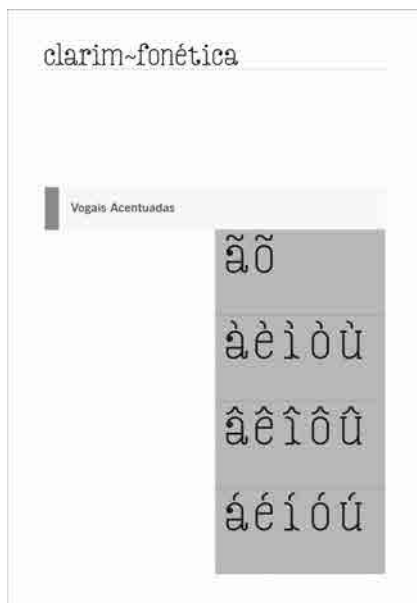 clarim~fonética
Vogais Acentuadas
ãõ
àèìòù
âêîôû
áéíóú